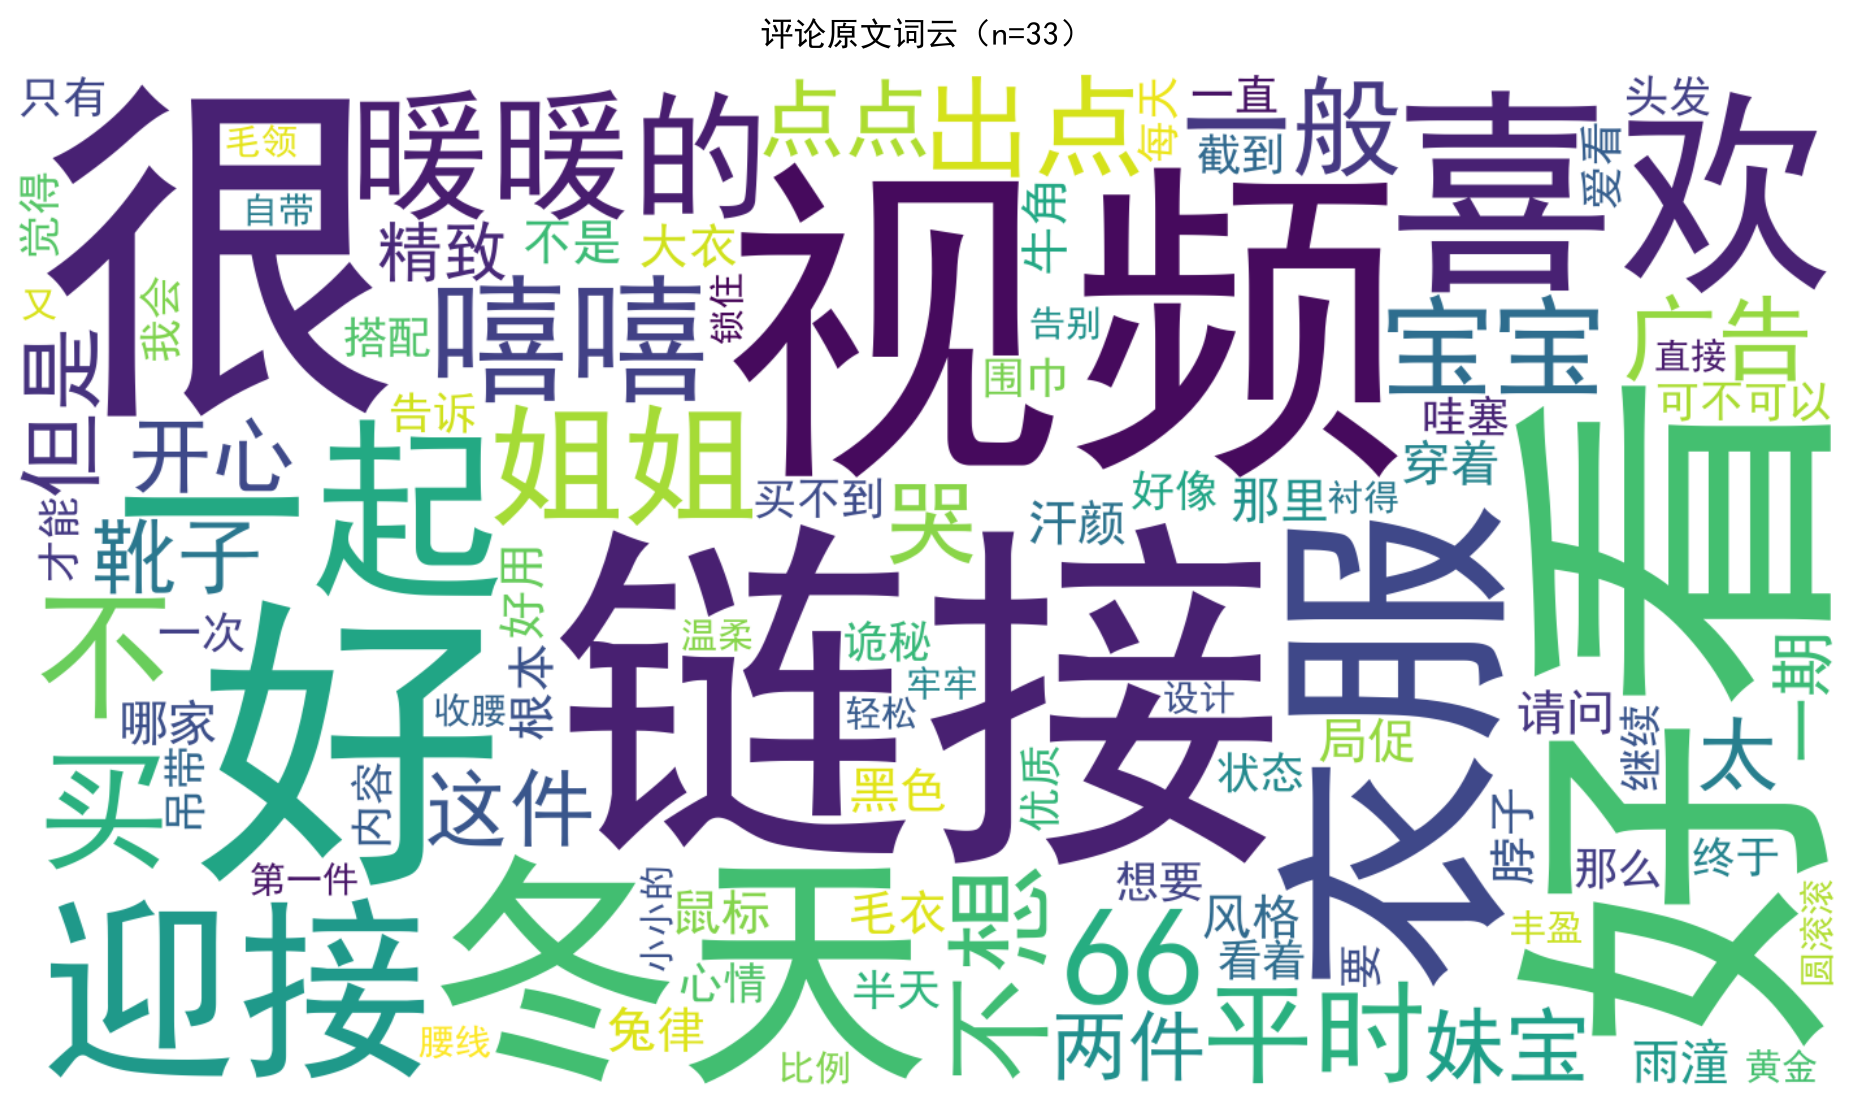 评论原文词云（n=33）
只有
很
毛领
自带
暖暖的
点点
出点
每天
一直
一般
截到
喜欢
头发
爱看
觉得
又
我会
精致
不是
大衣
视频
牛角
搭配
嘻嘻
锁住
告别
围巾
宝宝
广告
直接
可不可以
但是
开心
告诉
姐姐
哇塞
穿着
好看
一起
买不到
哭
汗颜
好像
那里
衬得
才能
靴子
好用
链接
衣服
不
一次
好
根本
温柔
诡秘
牢牢
轻松
设计
收腰
哪家
吊带
买
内容
这件
黑色
优质
状态
局促
请问
继续
太
一期
脖子
那么
终于
第一件
迎接
冬天
小小的
鼠标
毛衣
不想
想要
66
风格
看着
要
丰盈
圆滚滚
心情
半天
腰线
兔律
比例
两件
平时
妹宝
雨潼
黄金